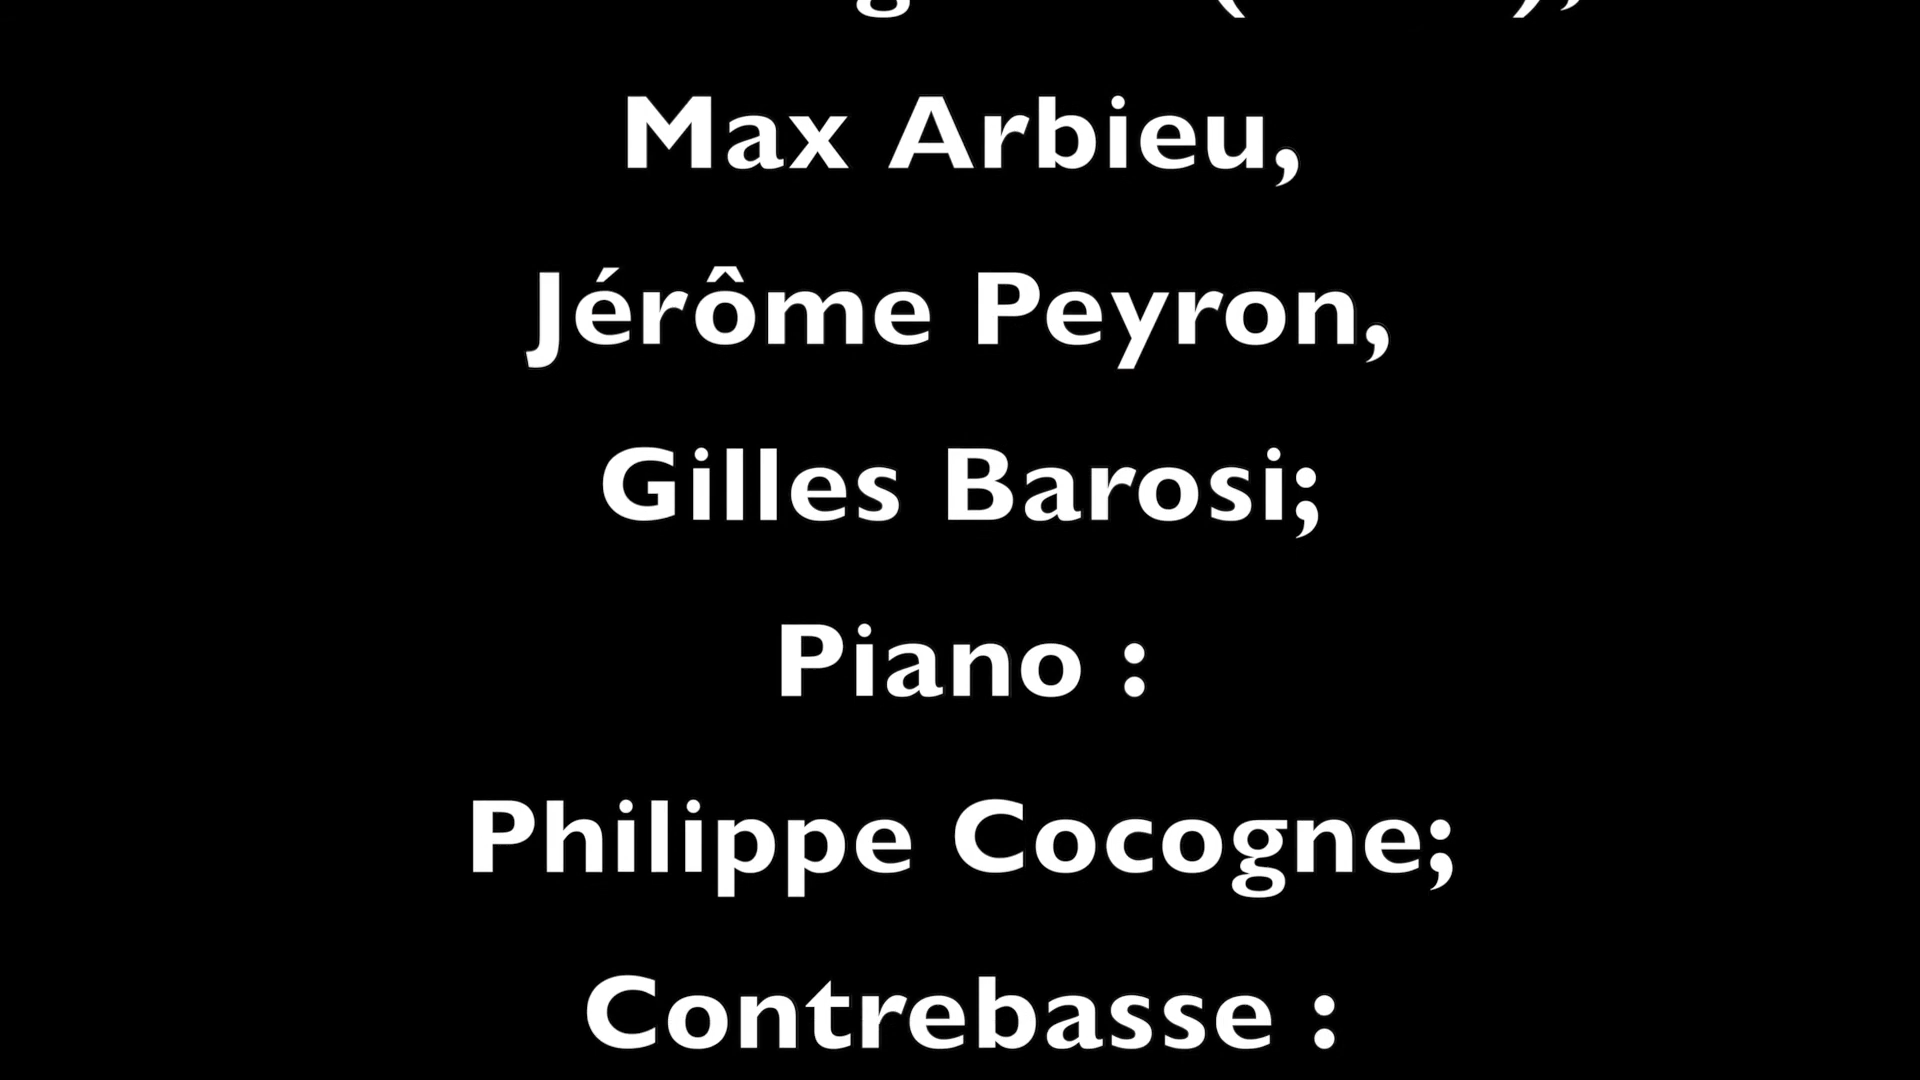 Max Arbieu,
Jérôme Peyron,
Gilles Barosi;
Piano :
Philippe Cocogne;
Contrebasse :